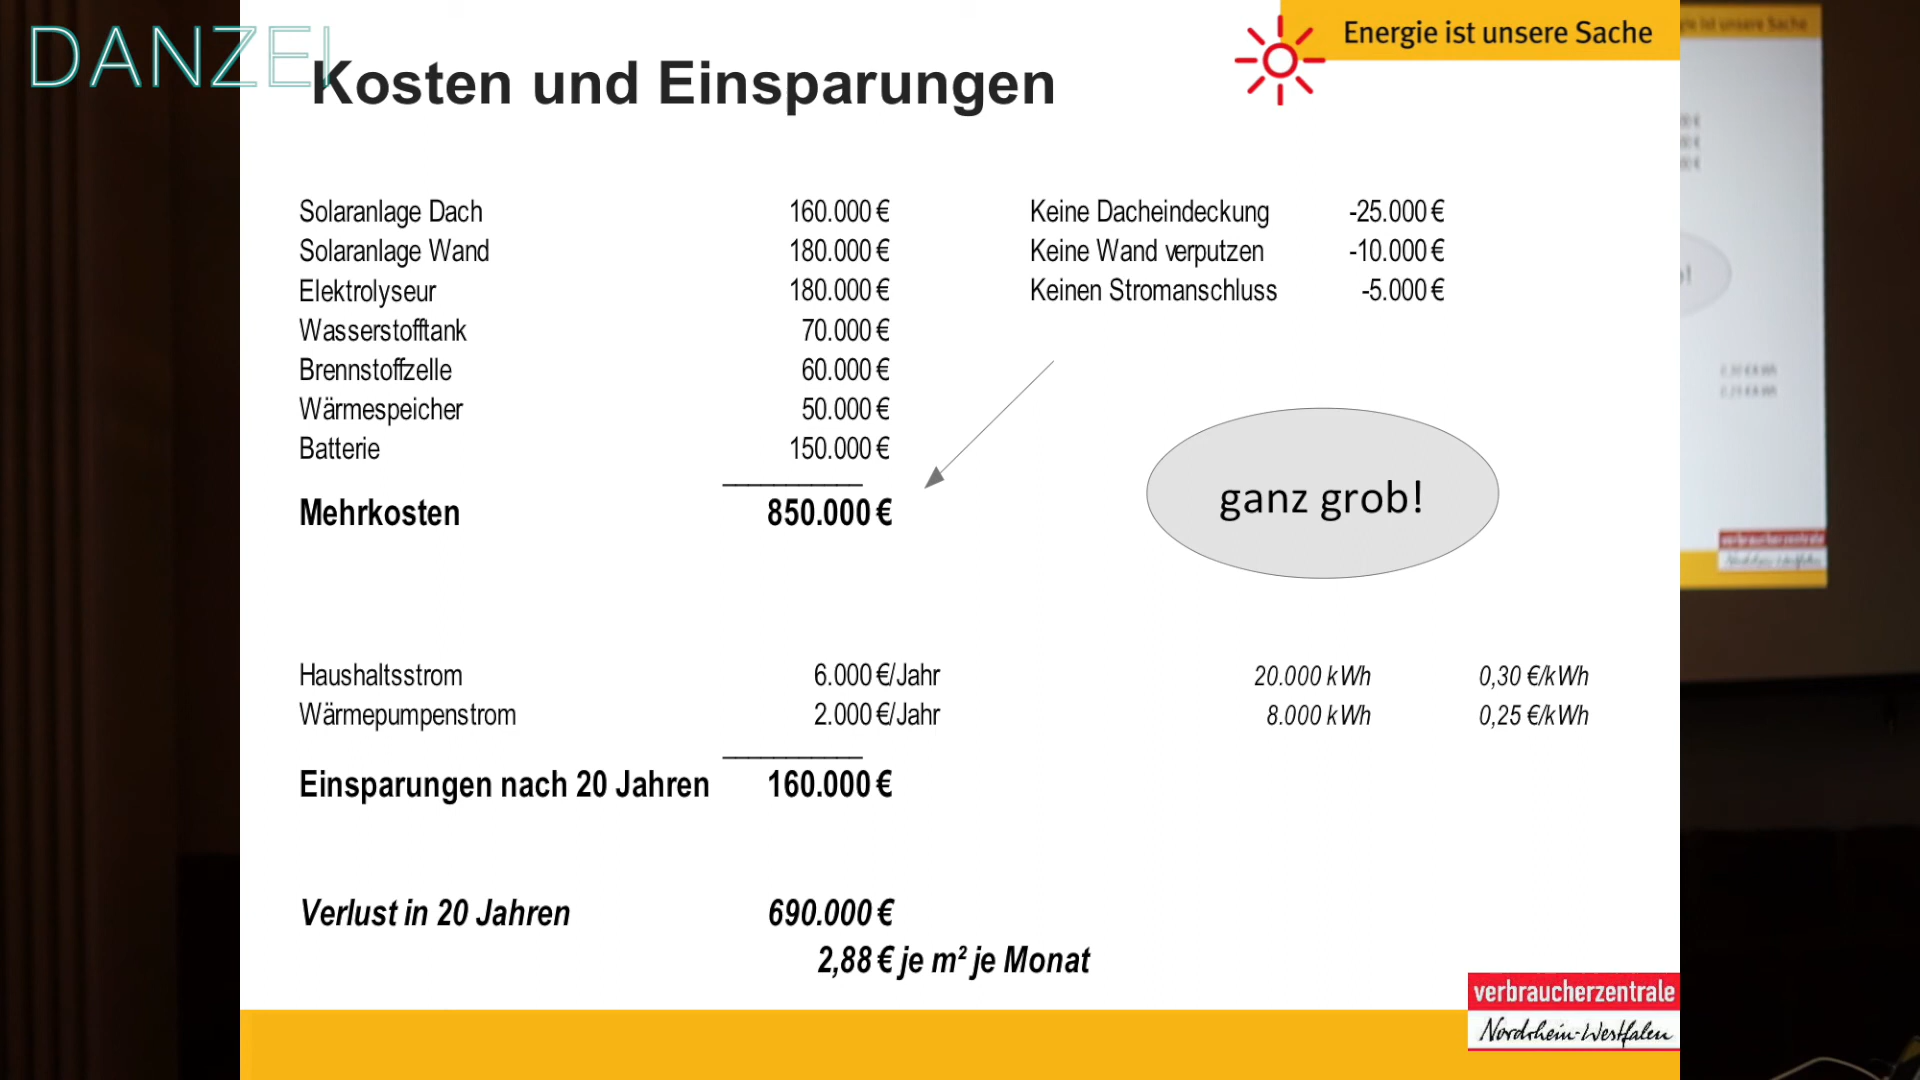 DANZEI
Energie ist unsere Sache
Kosten und Einsparungen
Solaranlage Dach 160.000 € Keine Dacheindeckung -25.000 €
Solaranlage Wand 180.000 € Keine Wand verputzen -10.000 €
Elektrolyseur 180.000 € Keinen Stromanschluss -5.000 €
Wasserstofftank 70.000 €
Brennstoffzelle 60.000 €
Wärmespeicher 50.000 €
Batterie 150.000 €
Mehrkosten 850.000 €
ganz grob!
Haushaltsstrom 6.000 €/Jahr 20.000 kWh 0,30 €/kWh
Wärmepumpenstrom 2.000 €/Jahr 8.000 kWh 0,25 €/kWh
Einsparungen nach 20 Jahren 160.000 €
Verlust in 20 Jahren 690.000 €
2,88 € je m² je Monat
verbraucherzentrale
Nordrhein-Westfalen